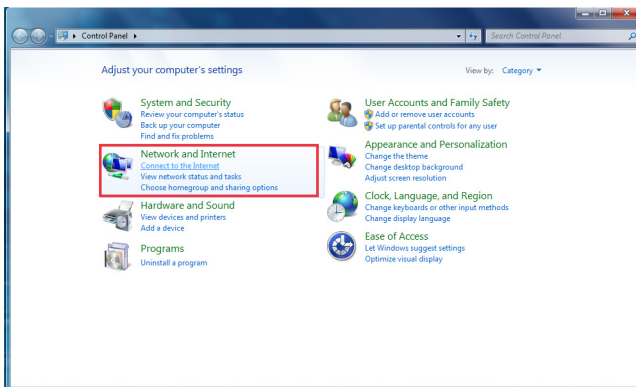 Control Panel
Search Control Panel
Adjust your computer's settings
View by: Category
System and Security
Review your computer's status
Back up your computer
Find and fix problems
Network and Internet
Connect to the Internet
View network status and tasks
Choose homegroup and sharing options
Hardware and Sound
View devices and printers
Add a device
Programs
Uninstall a program
User Accounts and Family Safety
Add or remove user accounts
Set up parental controls for any user
Appearance and Personalization
Change the theme
Change desktop background
Adjust screen resolution
Clock, Language, and Region
Change keyboards or other input methods
Change display language
Ease of Access
Let Windows suggest settings
Optimize visual display